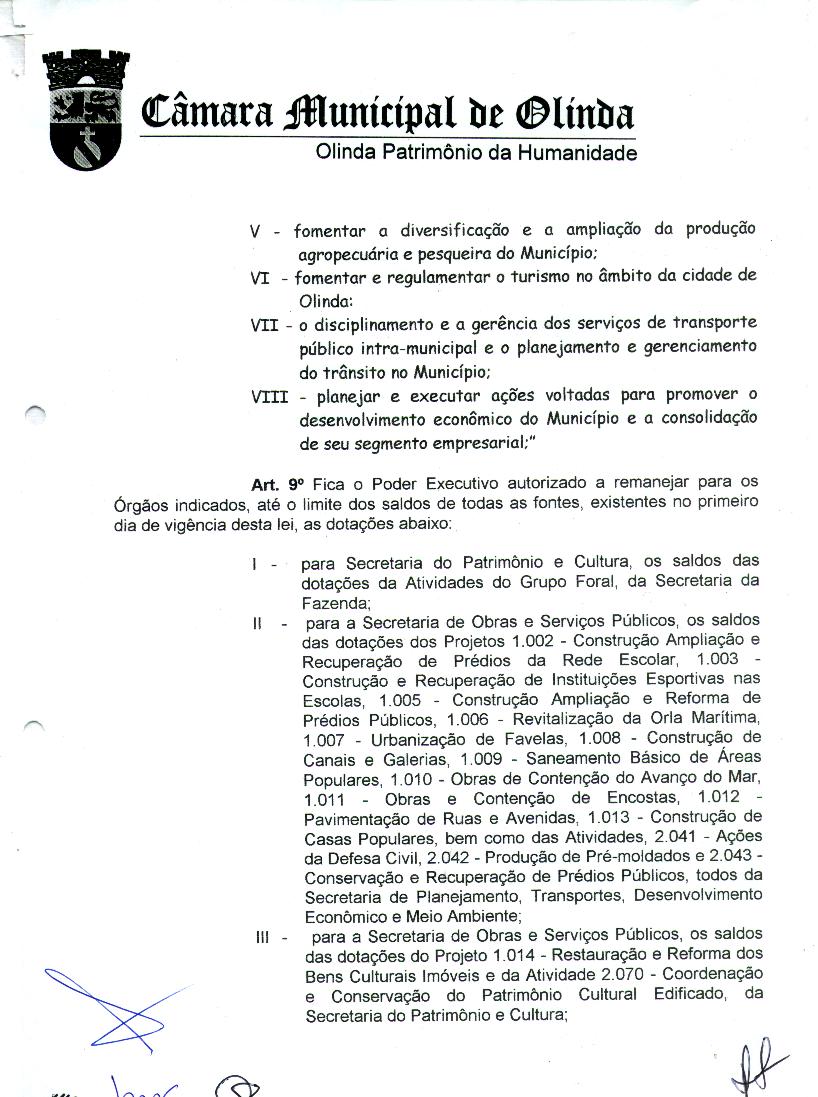 Câmara Municipal de Olinda
Olinda Patrimônio da Humanidade
V - fomentar a diversificação e a ampliação da produção
agropecuária e pesqueira do Município;
VI - fomentar e regulamentar o turismo no âmbito da cidade de
Olinda:
VII - o disciplinamento e a gerência dos serviços de transporte
público intra-municipal e o planejamento e gerenciamento
do trânsito no Município;
VIII - planejar e executar ações voltadas para promover o
desenvolvimento econômico do Município e a consolidação
de seu segmento empresarial;"
Art. 9º Fica o Poder Executivo autorizado a remanejar para os
Órgãos indicados, até o limite dos saldos de todas as fontes, existentes no primeiro
dia de vigência desta lei, as dotações abaixo:
I - para Secretaria do Patrimônio e Cultura, os saldos das
dotações da Atividades do Grupo Foral, da Secretaria da
Fazenda;
II - para a Secretaria de Obras e Serviços Públicos, os saldos
das dotações dos Projetos 1.002 - Construção Ampliação e
Recuperação de Prédios da Rede Escolar, 1.003 -
Construção e Recuperação de Instituições Esportivas nas
Escolas, 1.005 - Construção Ampliação e Reforma de
Prédios Públicos, 1.006 - Revitalização da Orla Marítima,
1.007 - Urbanização de Favelas, 1.008 - Construção de
Canais e Galerias, 1.009 - Saneamento Básico de Áreas
Populares, 1.010 - Obras de Contenção do Avanço do Mar,
1.011 - Obras e Contenção de Encostas, 1.012 -
Pavimentação de Ruas e Avenidas, 1.013 - Construção de
Casas Populares, bem como das Atividades, 2.041 - Ações
da Defesa Civil, 2.042 - Produção de Pré-moldados e 2.043 -
Conservação e Recuperação de Prédios Públicos, todos da
Secretaria de Planejamento, Transportes, Desenvolvimento
Econômico e Meio Ambiente;
III - para a Secretaria de Obras e Serviços Públicos, os saldos
das dotações do Projeto 1.014 - Restauração e Reforma dos
Bens Culturais Imóveis e da Atividade 2.070 - Coordenação
e Conservação do Patrimônio Cultural Edificado, da
Secretaria do Patrimônio e Cultura;